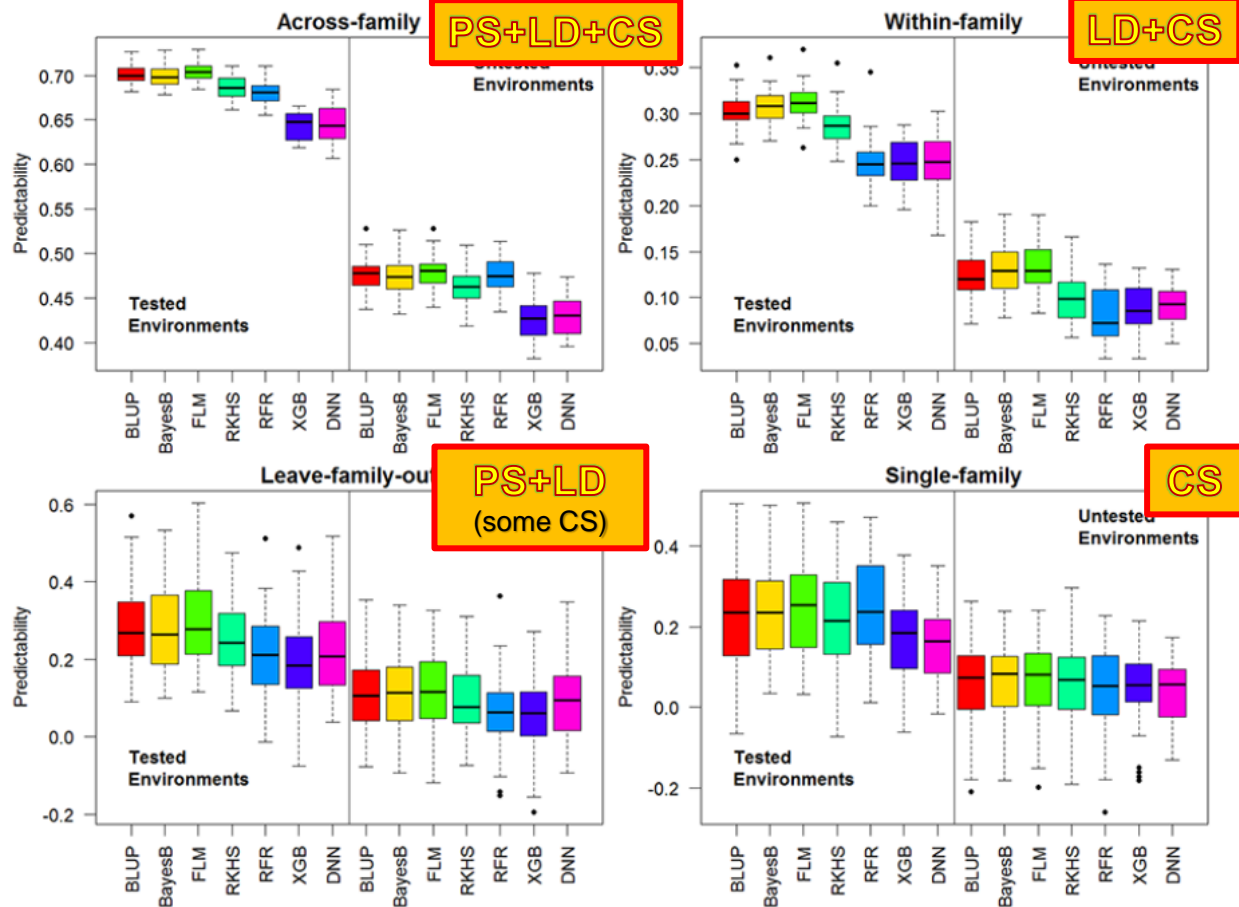 Across-family
PS+LD+CS
Untested
Environments
Predictability
0.70
0.65
0.60
0.55
0.50
0.45
0.40
Tested
Environments
BLUP
BayesB
FLM
RKHS
RFR
XGB
DNN
BLUP
BayesB
FLM
RKHS
RFR
XGB
DNN
Within-family
LD+CS
Untested
Environments
Predictability
0.35
0.30
0.25
0.20
0.15
0.10
0.05
Tested
Environments
BLUP
BayesB
FLM
RKHS
RFR
XGB
DNN
BLUP
BayesB
FLM
RKHS
RFR
XGB
DNN
Leave-family-out
PS+LD
(some CS)
Predictability
0.6
0.4
0.2
0.0
-0.2
Tested
Environments
BLUP
BayesB
FLM
RKHS
RFR
XGB
DNN
BLUP
BayesB
FLM
RKHS
RFR
XGB
DNN
Single-family
CS
Untested
Environments
Predictability
0.4
0.2
0.0
-0.2
Tested
Environments
BLUP
BayesB
FLM
RKHS
RFR
XGB
DNN
BLUP
BayesB
FLM
RKHS
RFR
XGB
DNN